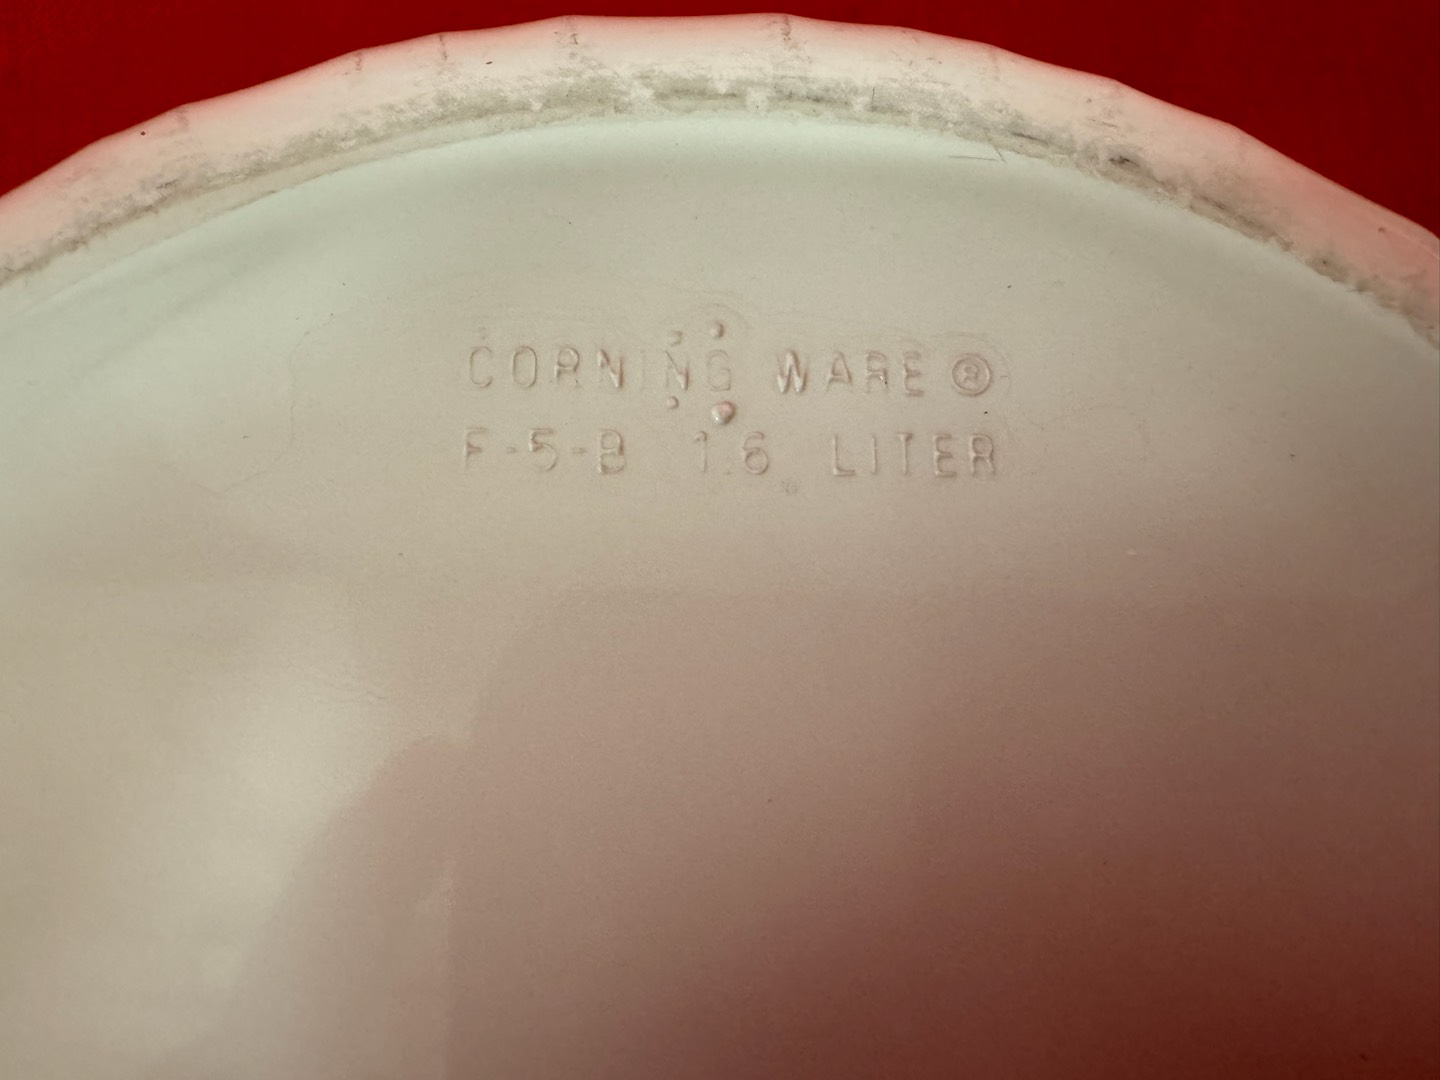 CORNING WARE ®
F-5-B 1.6 LITER